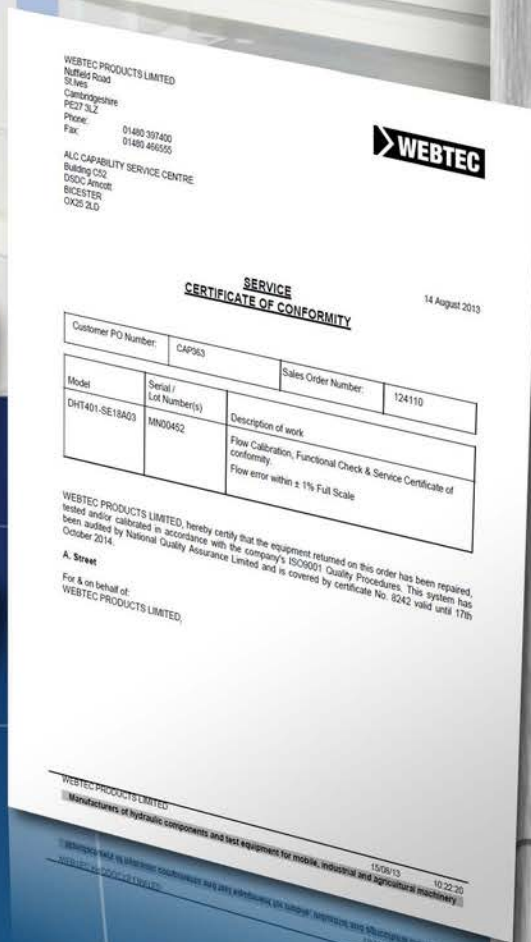 WEBTEC PRODUCTS LIMITED
Nuffield Road
St.Ives
Cambridgeshire
PE27 3LZ
Phone: 01480 397400
Fax: 01480 466555
WEBTEC
ALC CAPABILITY SERVICE CENTRE
Building C52
DSDC Arncott
BICESTER
OX25 2LD
14 August 2013
SERVICE
CERTIFICATE OF CONFORMITY
Customer PO Number: CAP363 Sales Order Number: 124110
Model Serial / Lot Number(s) Description of work
DHT401-SE18A03 MN00452 Flow Calibration, Functional Check & Service Certificate of
conformity.
Flow error within ± 1% Full Scale
WEBTEC PRODUCTS LIMITED, hereby certify that the equipment returned on this order has been repaired,
tested and/or calibrated in accordance with the company's ISO9001 Quality Procedures. This system has
been audited by National Quality Assurance Limited and is covered by certificate No. 8242 valid until 17th
October 2014.
A. Street
For & on behalf of:
WEBTEC PRODUCTS LIMITED,
WEBTEC PRODUCTS LIMITED 15/08/13 10:22:20
Manufacturers of hydraulic components and test equipment for mobile, industrial and agricultural machinery